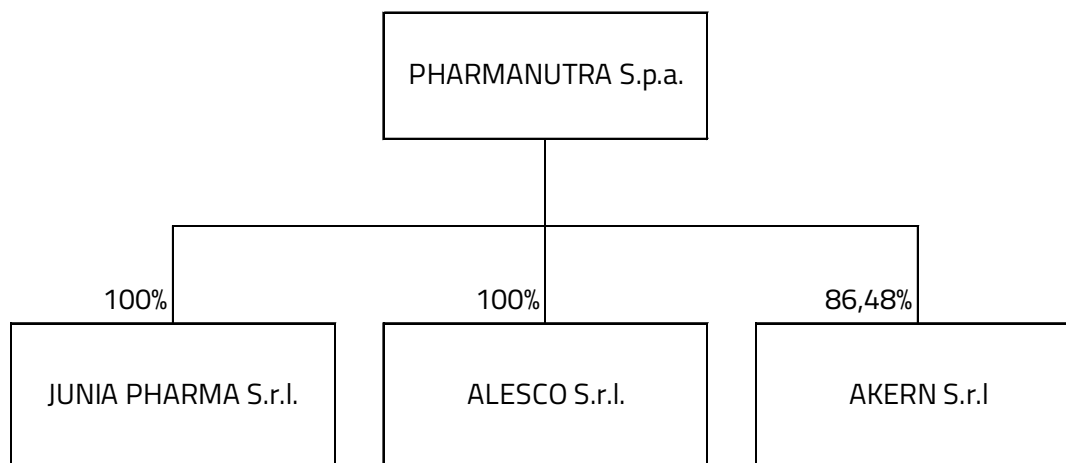 PHARMANUTRA S.p.a.
100%
100%
86,48%
JUNIA PHARMA S.r.l.
ALESCO S.r.l.
AKERN S.r.l